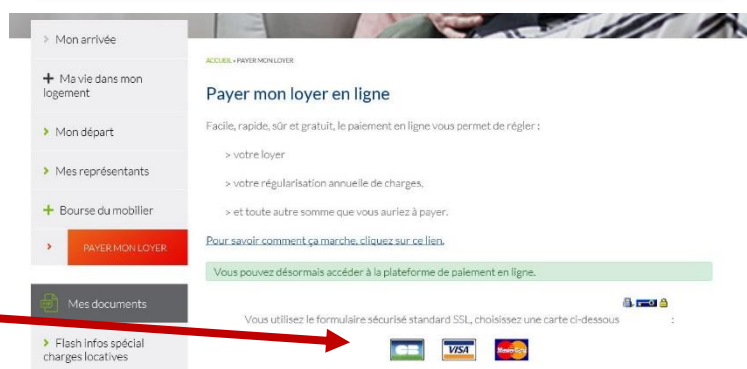 Mon arrivée
Ma vie dans mon
logement
Mon départ
Mes représentants
Bourse du mobilier
PAYER MON LOYER
Mes documents
Flash infos spécial
charges locatives
ACCUEIL » PAYER MON LOYER
Payer mon loyer en ligne
Facile, rapide, sûr et gratuit, le paiement en ligne vous permet de régler :
> votre loyer
> votre régularisation annuelle de charges,
> et toute autre somme que vous auriez à payer.
Pour savoir comment ça marche, cliquez sur ce lien.
Vous pouvez désormais accéder à la plateforme de paiement en ligne.
Vous utilisez le formulaire sécurisé standard SSL, choisissez une carte ci-dessous :
CB VISA MasterCard